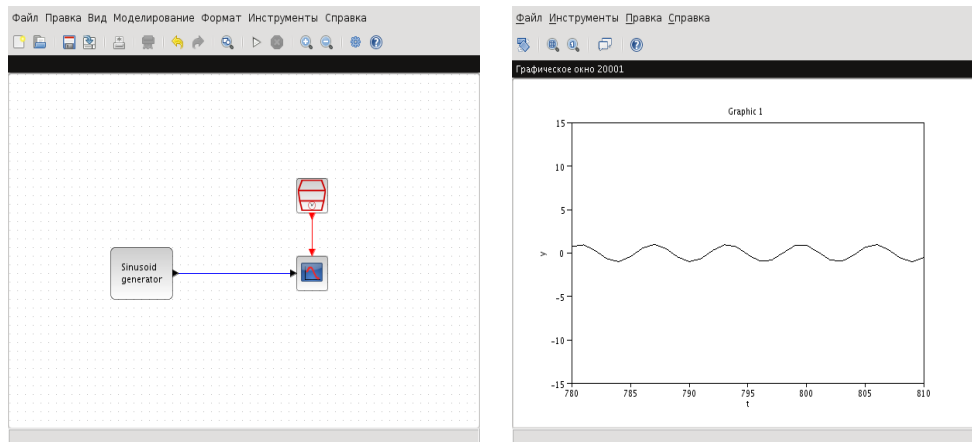 Файл Правка Вид Моделирование Формат Инструменты Справка
Sinusoid
generator
Файл Инструменты Правка Справка
Графическое окно 20001
Graphic 1
15
10
5
0
-5
-10
-15
y
780 785 790 795 800 805 810
t